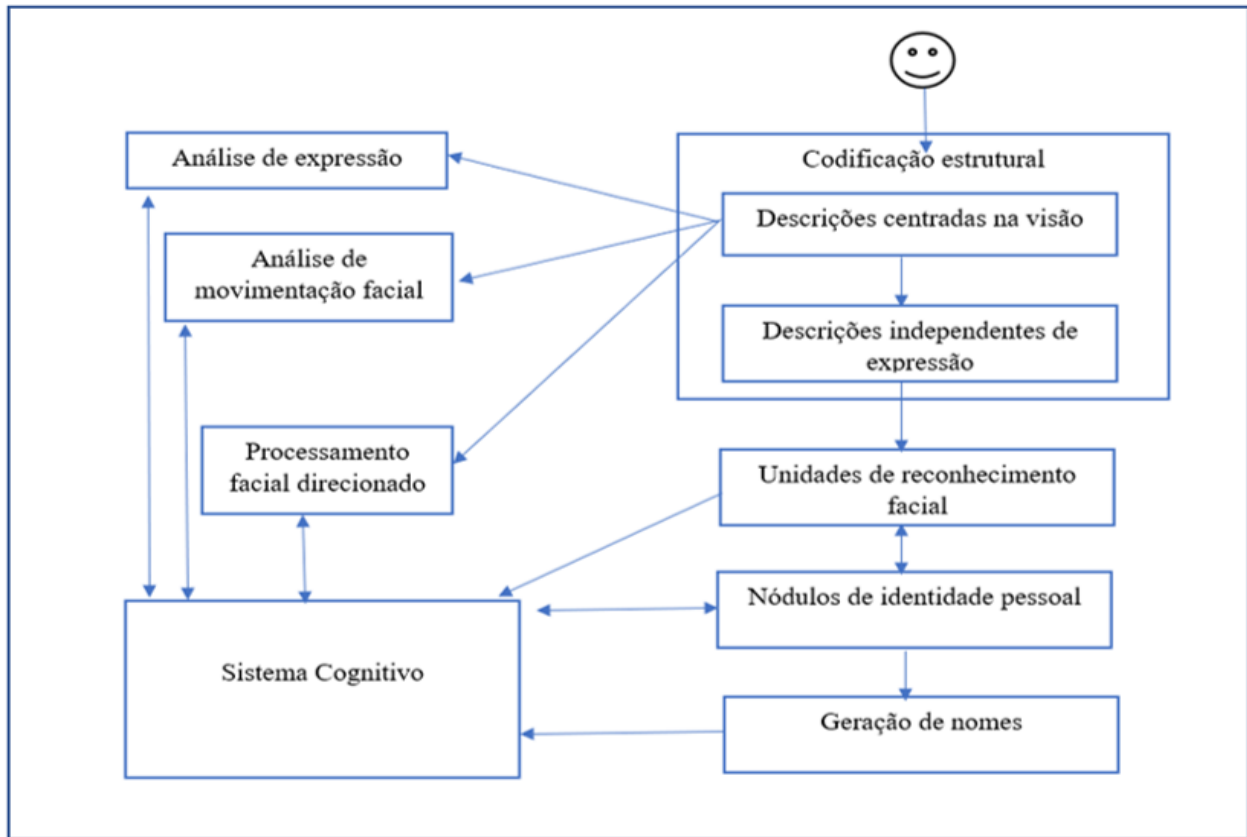 Análise de expressão
Codificação estrutural
Descrições centradas na visão
Análise de
movimentação facial
Descrições independentes de
expressão
Processamento
facial direcionado
Unidades de reconhecimento
facial
Nódulos de identidade pessoal
Sistema Cognitivo
Geração de nomes